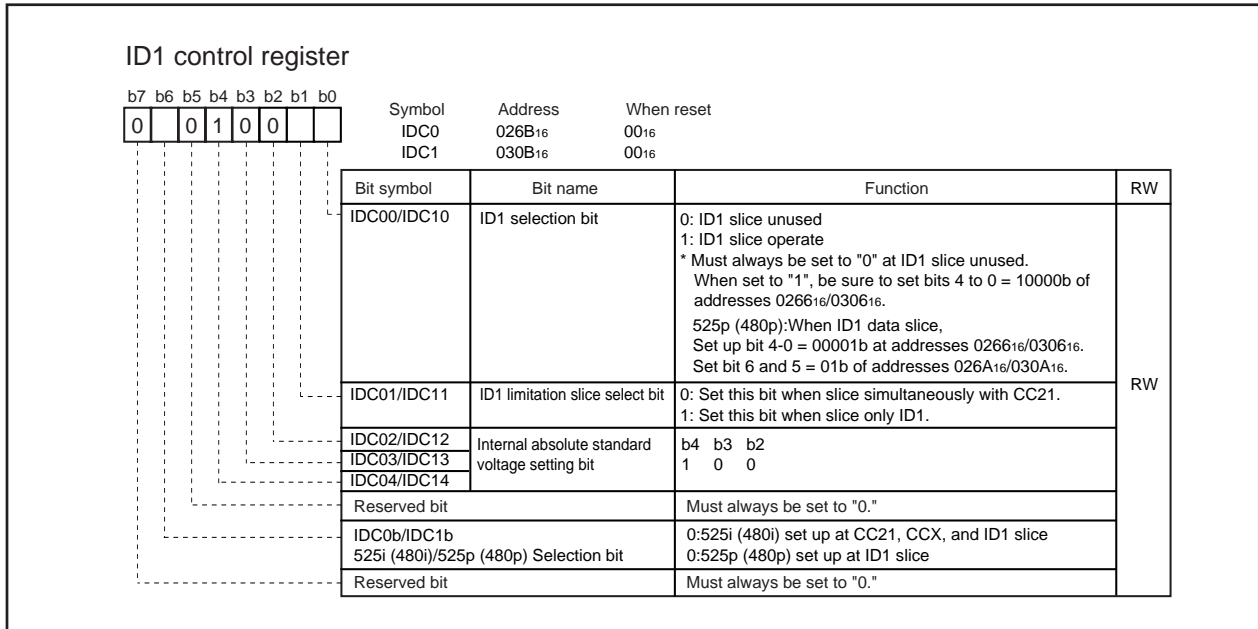 ID1 control register
b7 b6 b5 b4 b3 b2 b1 b0
0 0 1 0 0
Symbol Address When reset
IDC0 026B16 0016
IDC1 030B16 0016
Bit symbol Bit name Function RW
IDC00/IDC10 ID1 selection bit 0: ID1 slice unused
1: ID1 slice operate
* Must always be set to "0" at ID1 slice unused.
When set to "1", be sure to set bits 4 to 0 = 10000b of
addresses 026616/030616.
525p (480p):When ID1 data slice,
Set up bit 4-0 = 00001b at addresses 026616/030616.
Set bit 6 and 5 = 01b of addresses 026A16/030A16.
RW
IDC01/IDC11 ID1 limitation slice select bit 0: Set this bit when slice simultaneously with CC21.
1: Set this bit when slice only ID1.
IDC02/IDC12 Internal absolute standard b4 b3 b2
IDC03/IDC13 voltage setting bit 1 0 0
IDC04/IDC14
Reserved bit Must always be set to "0."
IDC0b/IDC1b 0:525i (480i) set up at CC21, CCX, and ID1 slice
525i (480i)/525p (480p) Selection bit 0:525p (480p) set up at ID1 slice
Reserved bit Must always be set to "0."